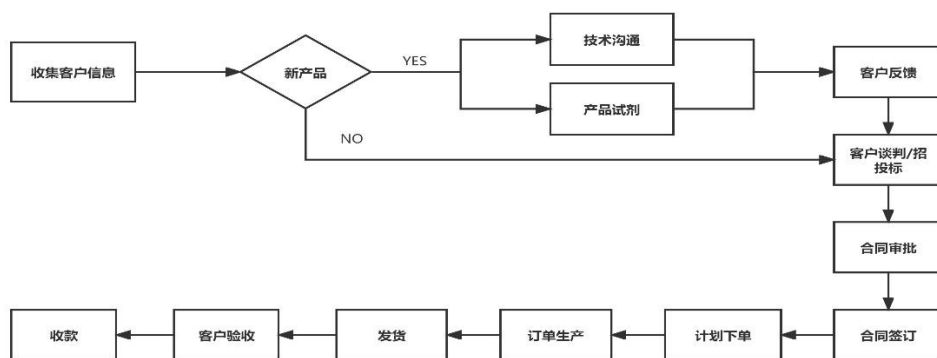 技术沟通
收集客户信息
新产品
YES
客户反馈
产品试剂
NO
客户谈判/招
投标
合同审批
收款
客户验收
发货
订单生产
计划下单
合同签订